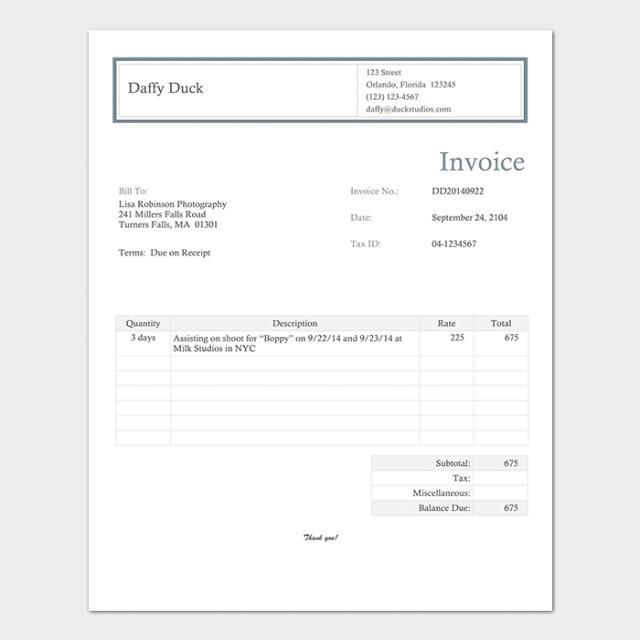 Daffy Duck
123 Street
Orlando, Florida  123245
(123) 123-4567
daffy@duckstudios.com
Invoice
Bill To:
Lisa Robinson Photography
241 Millers Falls Road
Turners Falls, MA  01301
Terms:  Due on Receipt
Invoice No.: DD20140922
Date: September 24, 2104
Tax ID: 04-1234567
Quantity Description Rate Total
3 days Assisting on shoot for “Boppy” on 9/22/14 and 9/23/14 at 225 675
Milk Studios in NYC
Subtotal: 675
Tax:
Miscellaneous:
Balance Due: 675
Thank you!